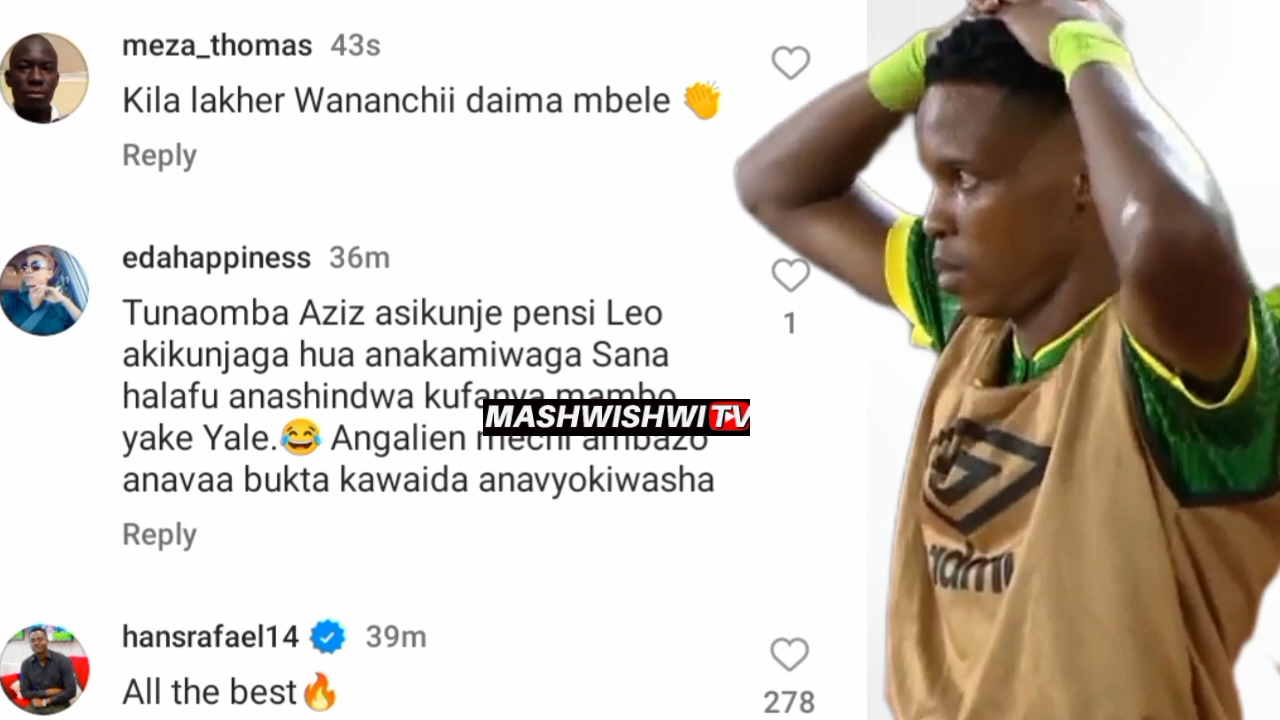 meza_thomas 43s
Kila lakher Wananchii daima mbele 👏
Reply
edahappiness 36m
Tunaomba Aziz asikunje pensi Leo
akikunjaga hua anakamiwaga Sana
halafu anashindwa kufanya mambo
MASHWISHWI TV
yake Yale.😂 Angalien mechi ambazo
anavaa bukta kawaida anavyokiwasha
1
Reply
hansrafael14 39m
All the best🔥
278